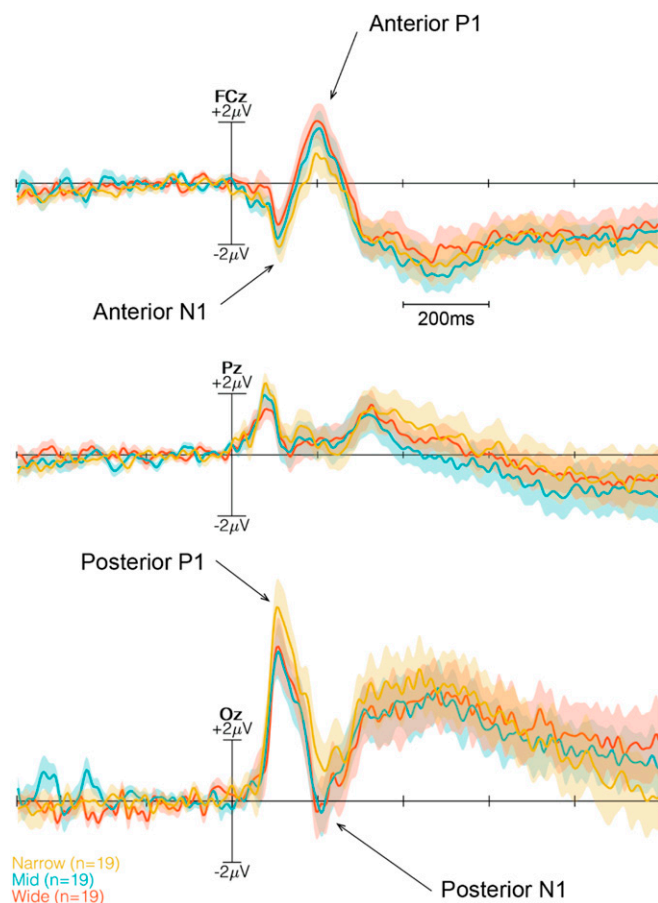 Anterior P1
FCz
+2µV
-2µV
Anterior N1
200ms
Pz
+2µV
-2µV
Posterior P1
Oz
+2µV
-2µV
Narrow (n=19)
Mid (n=19)
Wide (n=19)
Posterior N1